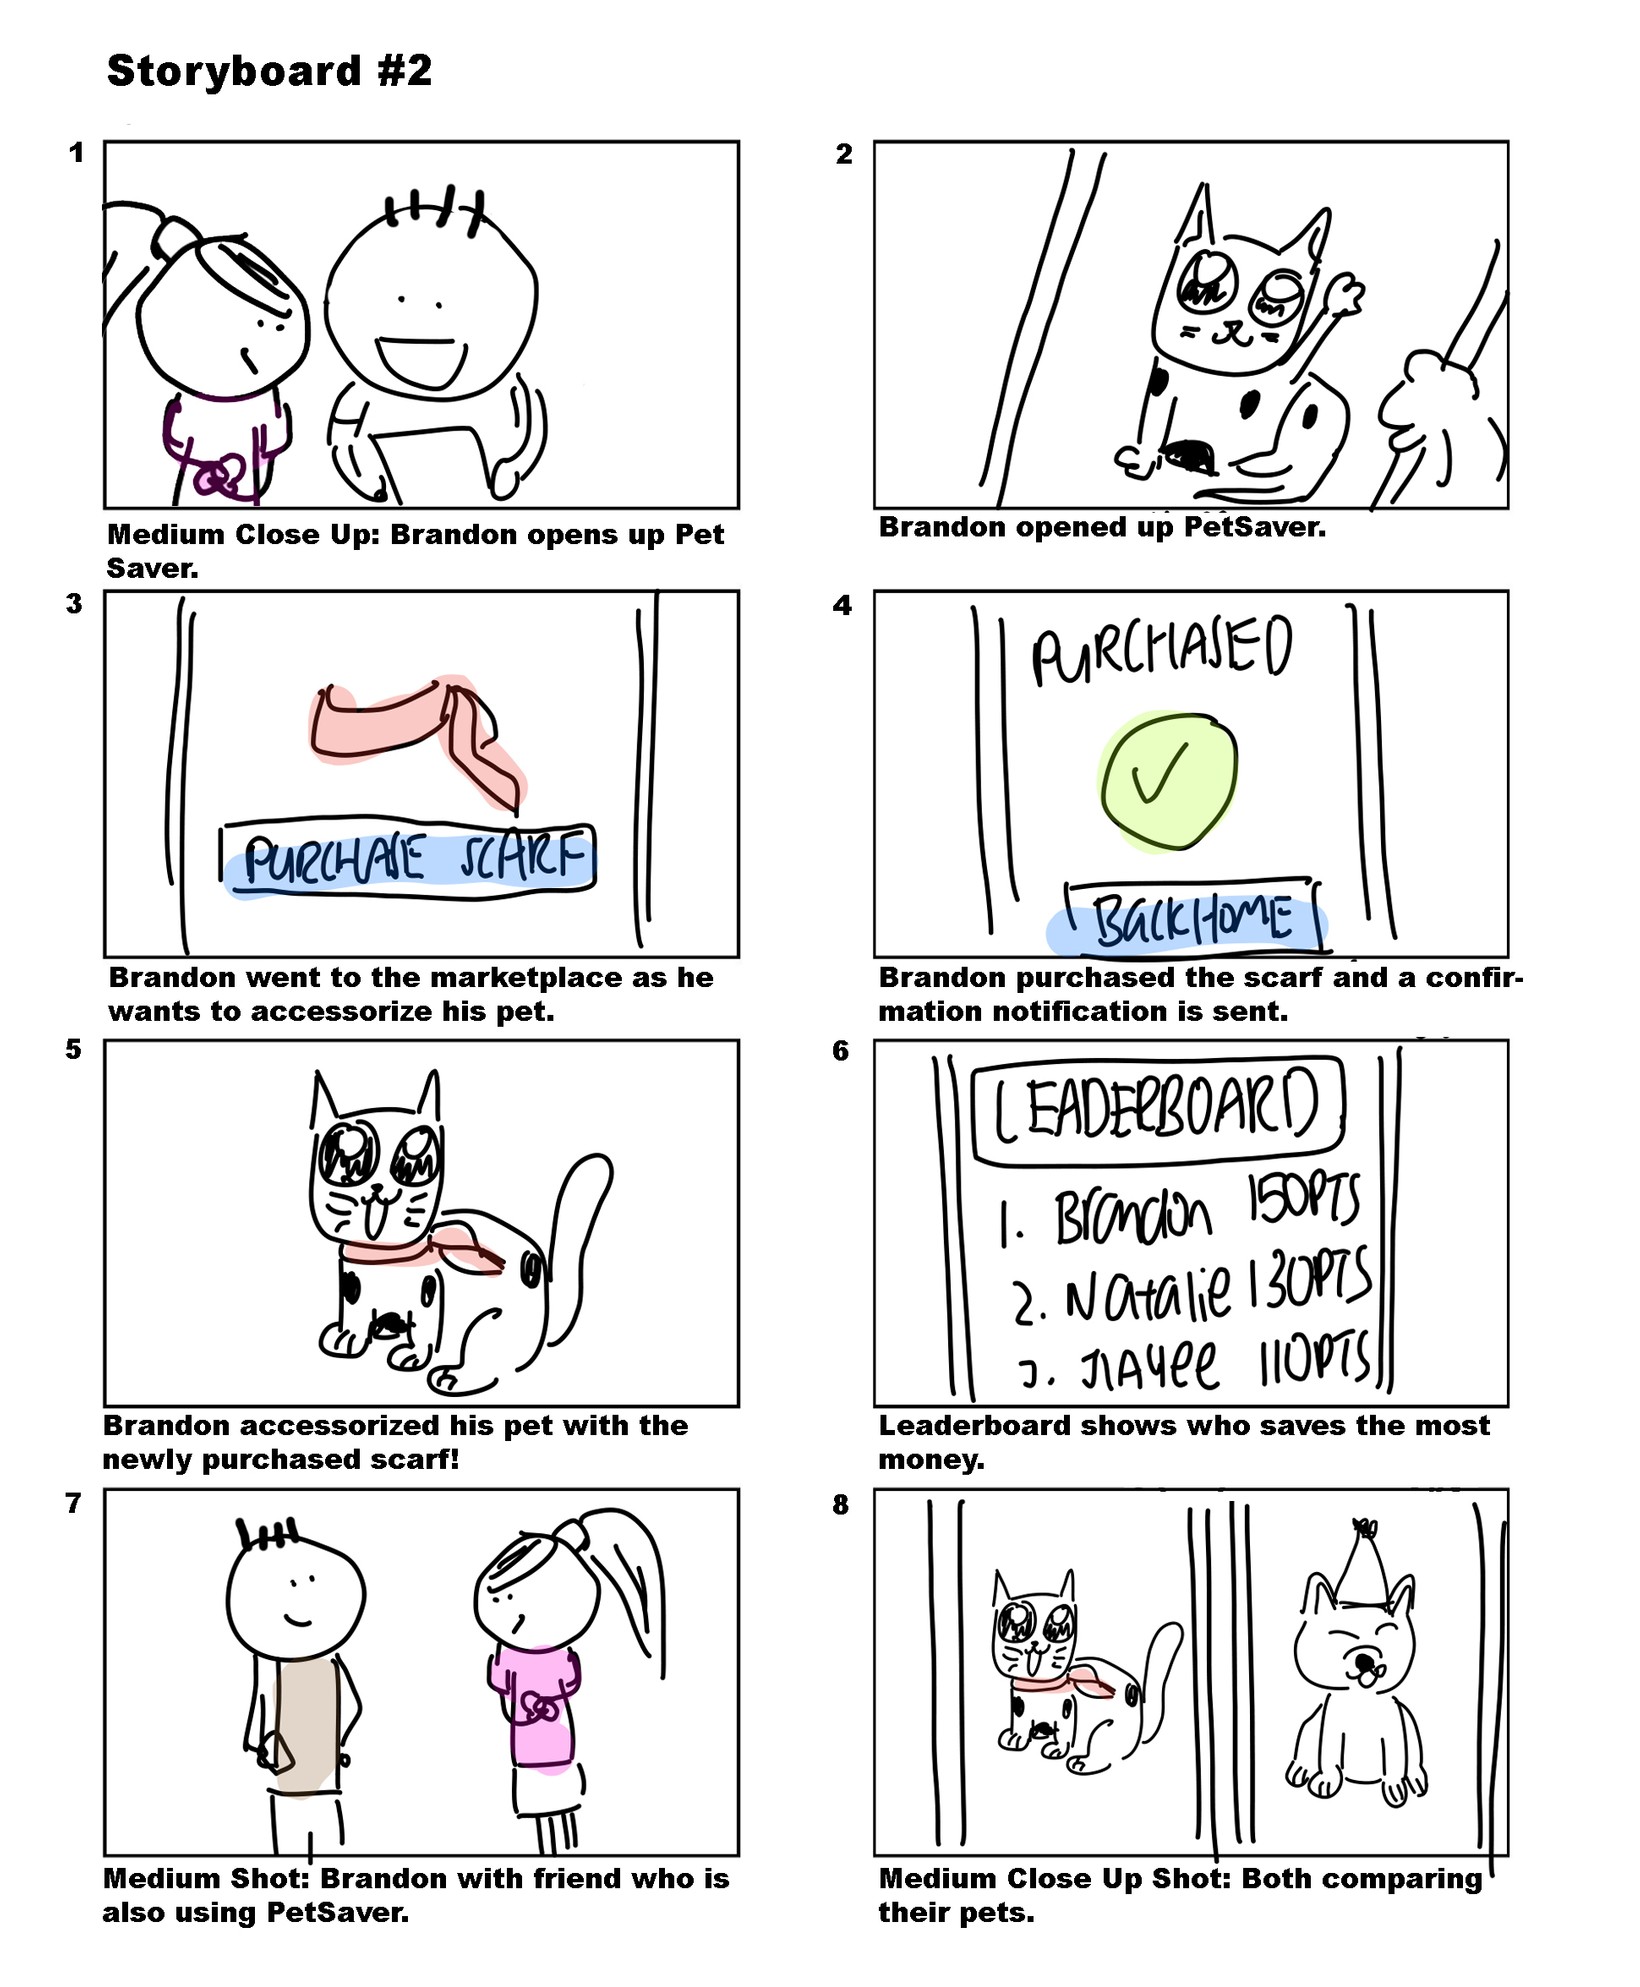 Storyboard #2
1
Medium Close Up: Brandon opens up Pet
Saver.
2
Brandon opened up PetSaver.
3
PURCHASE SCARF
Brandon went to the marketplace as he
wants to accessorize his pet.
4
PURCHASED
BACK HOME
Brandon purchased the scarf and a confir-
mation notification is sent.
5
Brandon accessorized his pet with the
newly purchased scarf!
6
LEADERBOARD
1. Brandon 150PTS
2. Natalie 130PTS
3. 110PTS
Leaderboard shows who saves the most
money.
7
Medium Shot: Brandon with friend who is
also using PetSaver.
8
Medium Close Up Shot: Both comparing
their pets.